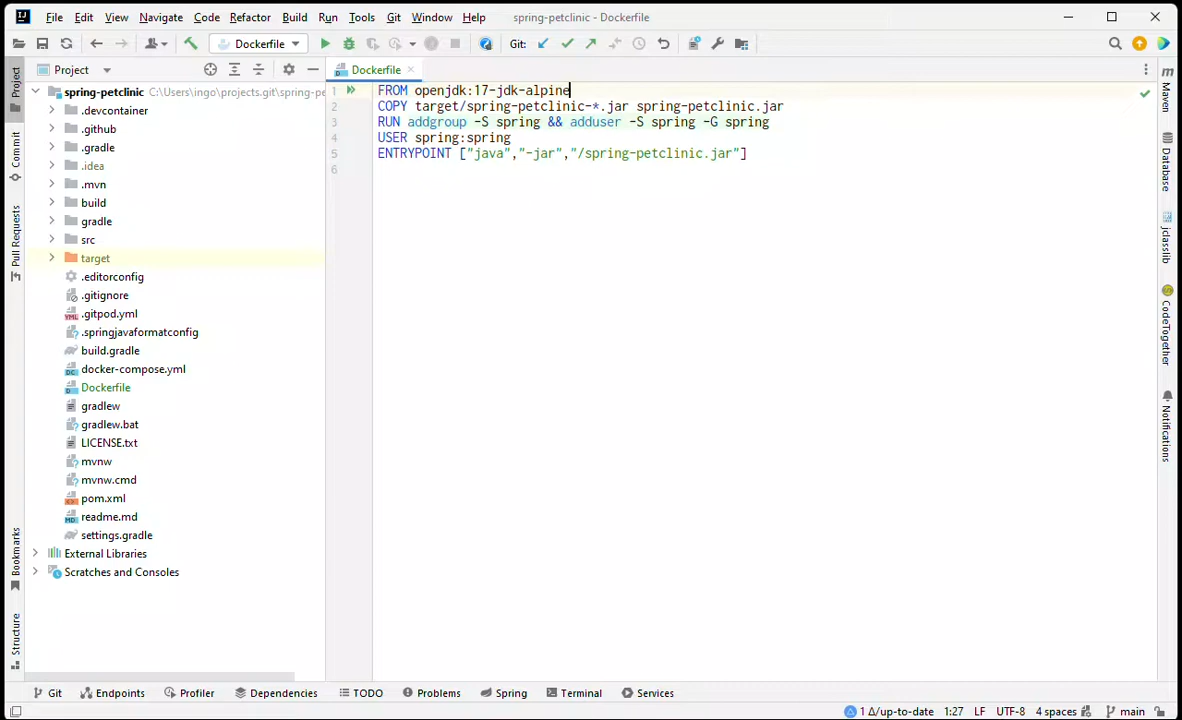 File Edit View Navigate Code Refactor Build Run Tools Git Window Help spring-petclinic - Dockerfile
Dockerfile Git:
Project Dockerfile
spring-petclinic C:\Users\ingo\projects.git\spring-pe
.devcontainer
.github
.gradle
.idea
.mvn
build
gradle
src
target
.editorconfig
.gitignore
.gitpod.yml
.springjavaformatconfig
build.gradle
docker-compose.yml
Dockerfile
gradlew
gradlew.bat
LICENSE.txt
mvnw
mvnw.cmd
pom.xml
readme.md
settings.gradle
External Libraries
Scratches and Consoles
1 FROM openjdk:17-jdk-alpine
2 COPY target/spring-petclinic-*.jar spring-petclinic.jar
3 RUN addgroup -S spring && adduser -S spring -G spring
4 USER spring:spring
5 ENTRYPOINT ["java","-jar","/spring-petclinic.jar"]
6
Project
Commit
Pull Requests
Bookmarks
Structure
Maven
Database
jclasslib
CodeTogether
Notifications
Git Endpoints Profiler Dependencies TODO Problems Spring Terminal Services
1 Δ/up-to-date 1:27 LF UTF-8 4 spaces main